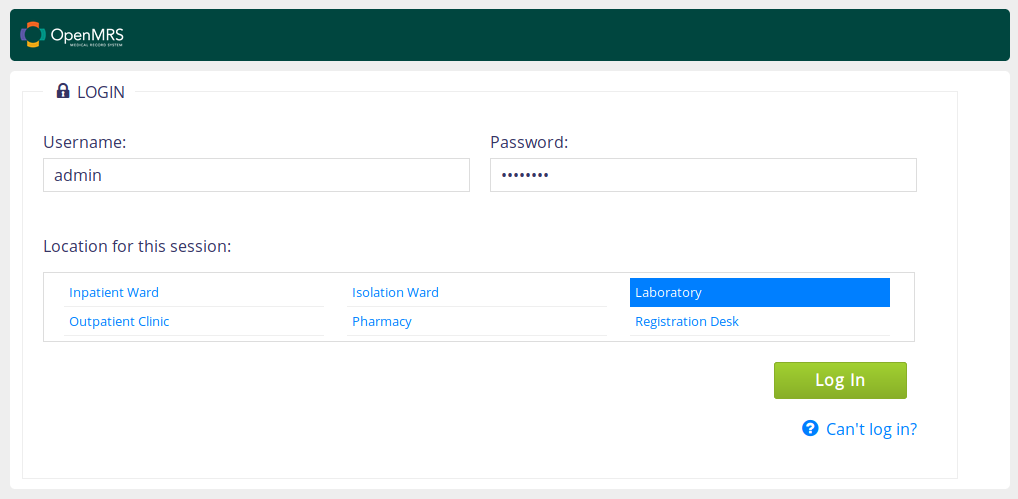 OpenMRS
MEDICAL RECORD SYSTEM
LOGIN
Username: Password:
admin ••••••••
Location for this session:
Inpatient Ward Isolation Ward Laboratory
Outpatient Clinic Pharmacy Registration Desk
Log In
? Can't log in?